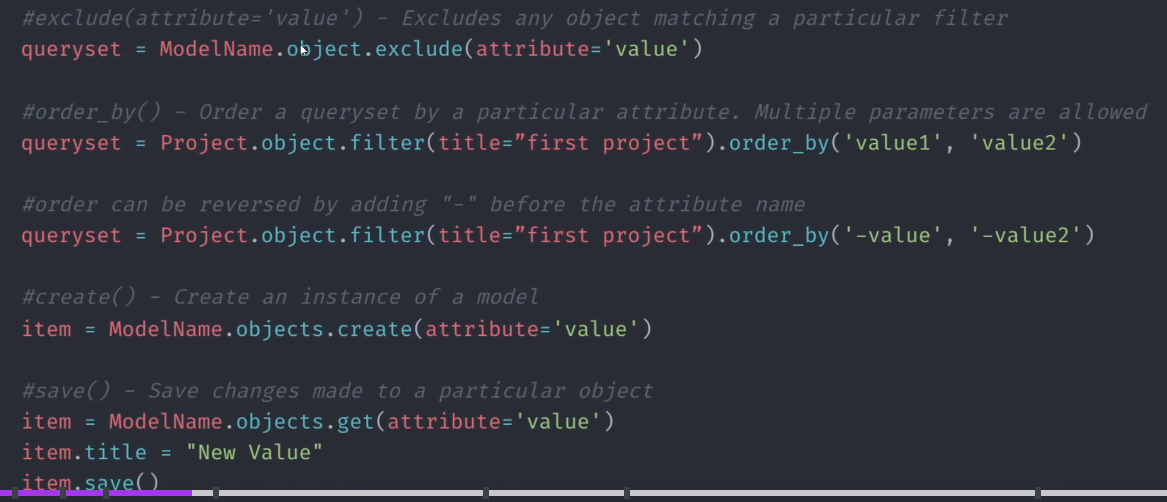 #exclude(attribute='value') - Excludes any object matching a particular filter
queryset = ModelName.object.exclude(attribute='value')
#order_by() - Order a queryset by a particular attribute. Multiple parameters are allowed
queryset = Project.object.filter(title=”first project”).order_by('value1', 'value2')
#order can be reversed by adding "-" before the attribute name
queryset = Project.object.filter(title=”first project”).order_by('-value', '-value2')
#create() - Create an instance of a model
item = ModelName.objects.create(attribute='value')
#save() - Save changes made to a particular object
item = ModelName.objects.get(attribute='value')
item.title = "New Value"
item.save()